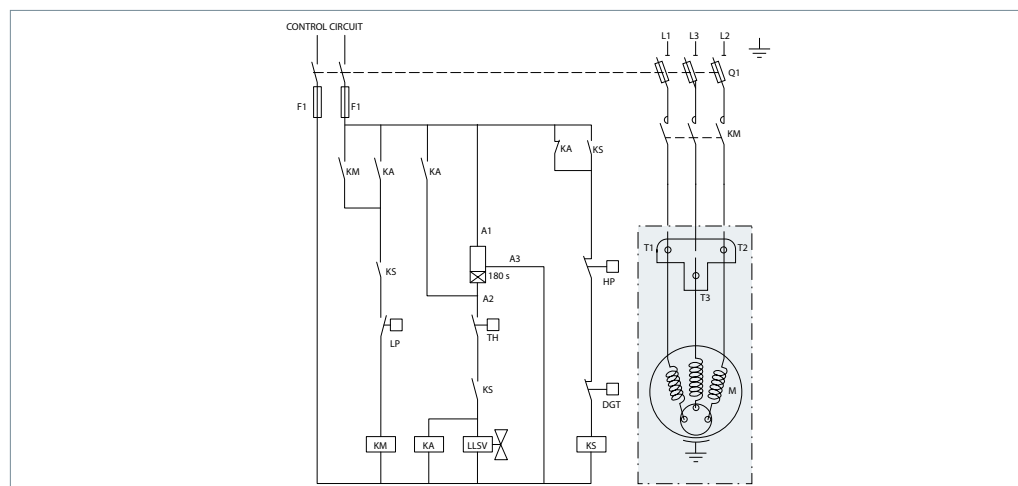 CONTROL CIRCUIT
L1 L3 L2
Q1
F1 F1
KM
KA KS
KM KA KA
A1
T1 T2
A3
KS
180 s
HP
A2
T3
TH
LP
KS
M
DGT
KM KA LLSV KS